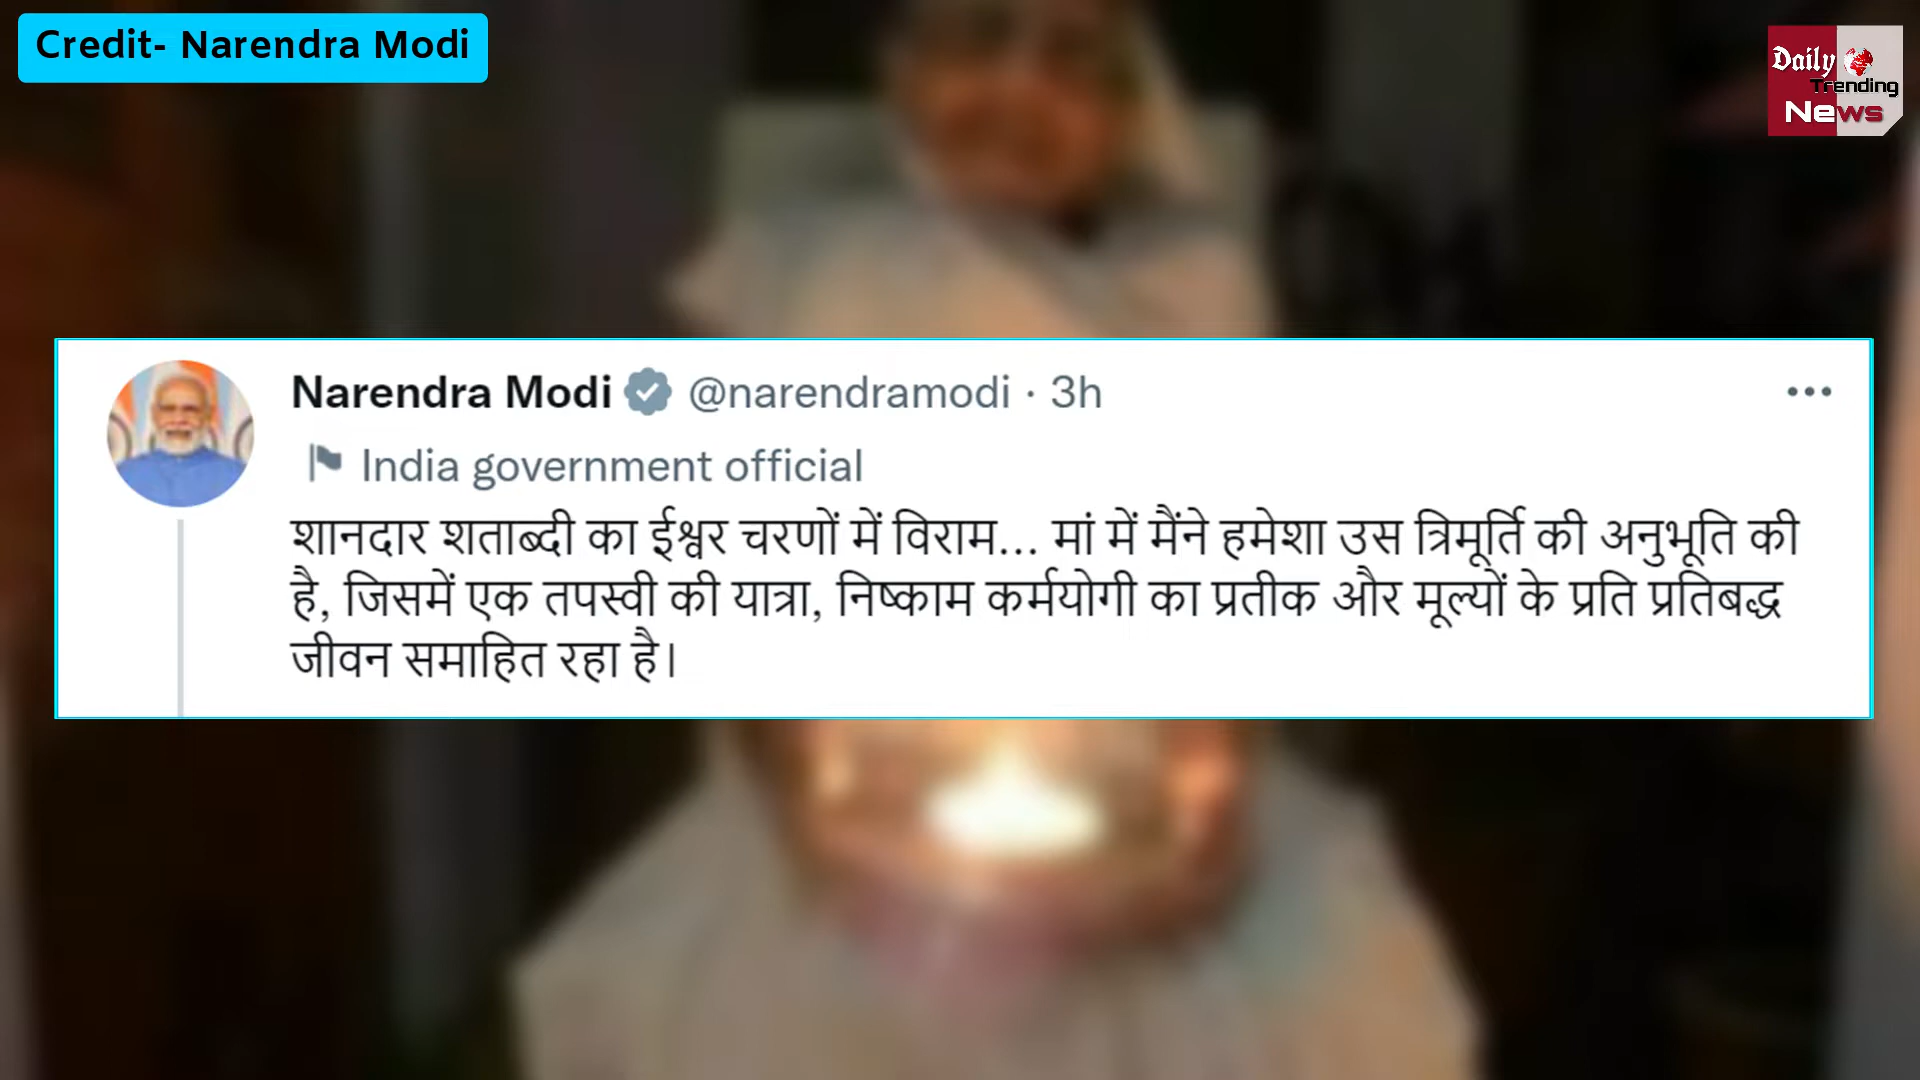 Credit- Narendra Modi
Daily
Trending
News
Narendra Modi @narendramodi · 3h
India government official
शानदार शताब्दी का ईश्वर चरणों में विराम... मां में मैंने हमेशा उस त्रिमूर्ति की अनुभूति की
है, जिसमें एक तपस्वी की यात्रा, निष्काम कर्मयोगी का प्रतीक और मूल्यों के प्रति प्रतिबद्ध
जीवन समाहित रहा है।